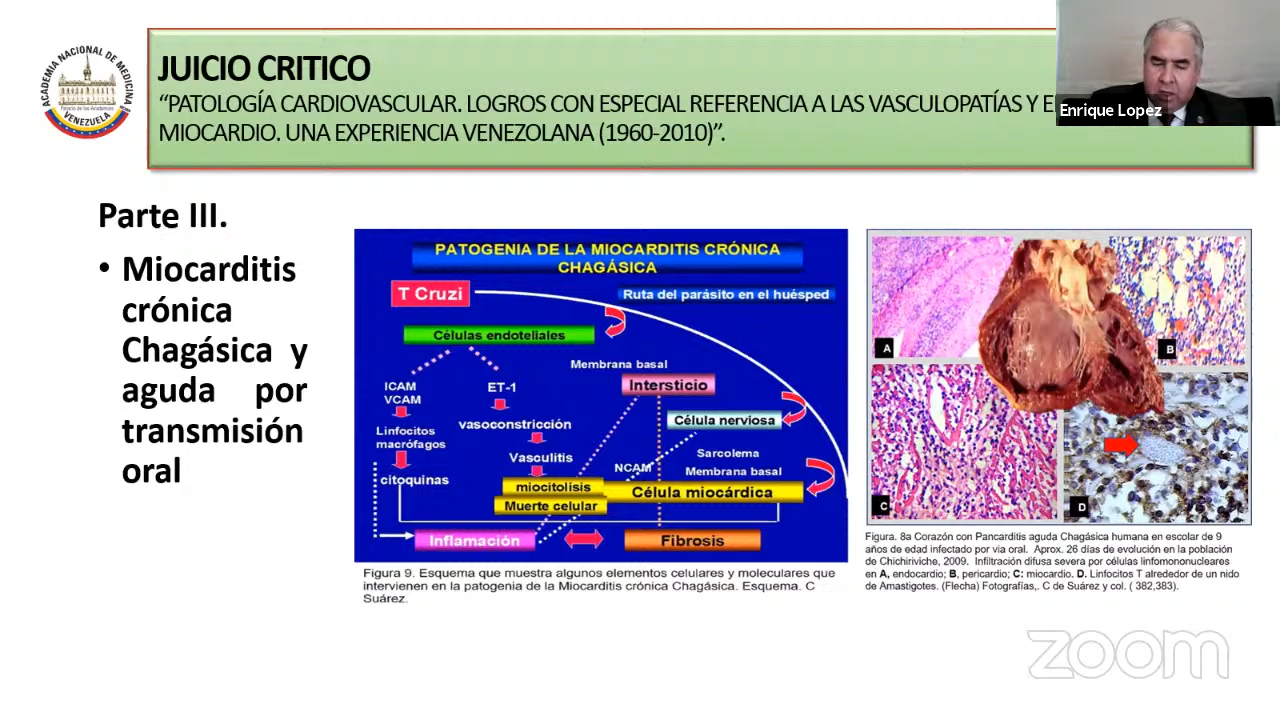 ACADEMIA NACIONAL DE MEDICINA
Palacio de las Academias
VENEZUELA
JUICIO CRITICO
“PATOLOGÍA CARDIOVASCULAR. LOGROS CON ESPECIAL REFERENCIA A LAS VASCULOPATÍAS Y E
MIOCARDIO. UNA EXPERIENCIA VENEZOLANA (1960-2010)”.
Enrique Lopez
Parte III.
• Miocarditis
crónica
Chagásica y
aguda por
transmisión
oral
PATOGENIA DE LA MIOCARDITIS CRÓNICA
CHAGÁSICA
T Cruzi
Ruta del parásito en el huésped
Células endoteliales
Membrana basal
Intersticio
ICAM
VCAM
ET-1
Célula nerviosa
vasoconstricción
Linfocitos
macrófagos
Sarcolema
Vasculitis
NCAM
Membrana basal
citoquinas
miocitolisis
Célula miocárdica
Muerte celular
Inflamación
Fibrosis
Figura 9. Esquema que muestra algunos elementos celulares y moleculares que
intervienen en la patogenia de la Miocarditis crónica Chagásica. Esquema. C
Suárez.
A
B
C
D
Figura. 8a Corazón con Pancarditis aguda Chagásica humana en escolar de 9
años de edad infectado por via oral. Aprox. 26 días de evolución en la población
de Chichiriviche, 2009. Infiltración difusa severa por células linfomononucleares
en A, endocardio; B, pericardio; C: miocardio. D. Linfocitos T alrededor de un nido
de Amastigotes. (Flecha) Fotografías,. C de Suárez y col. ( 382,383).
zoom